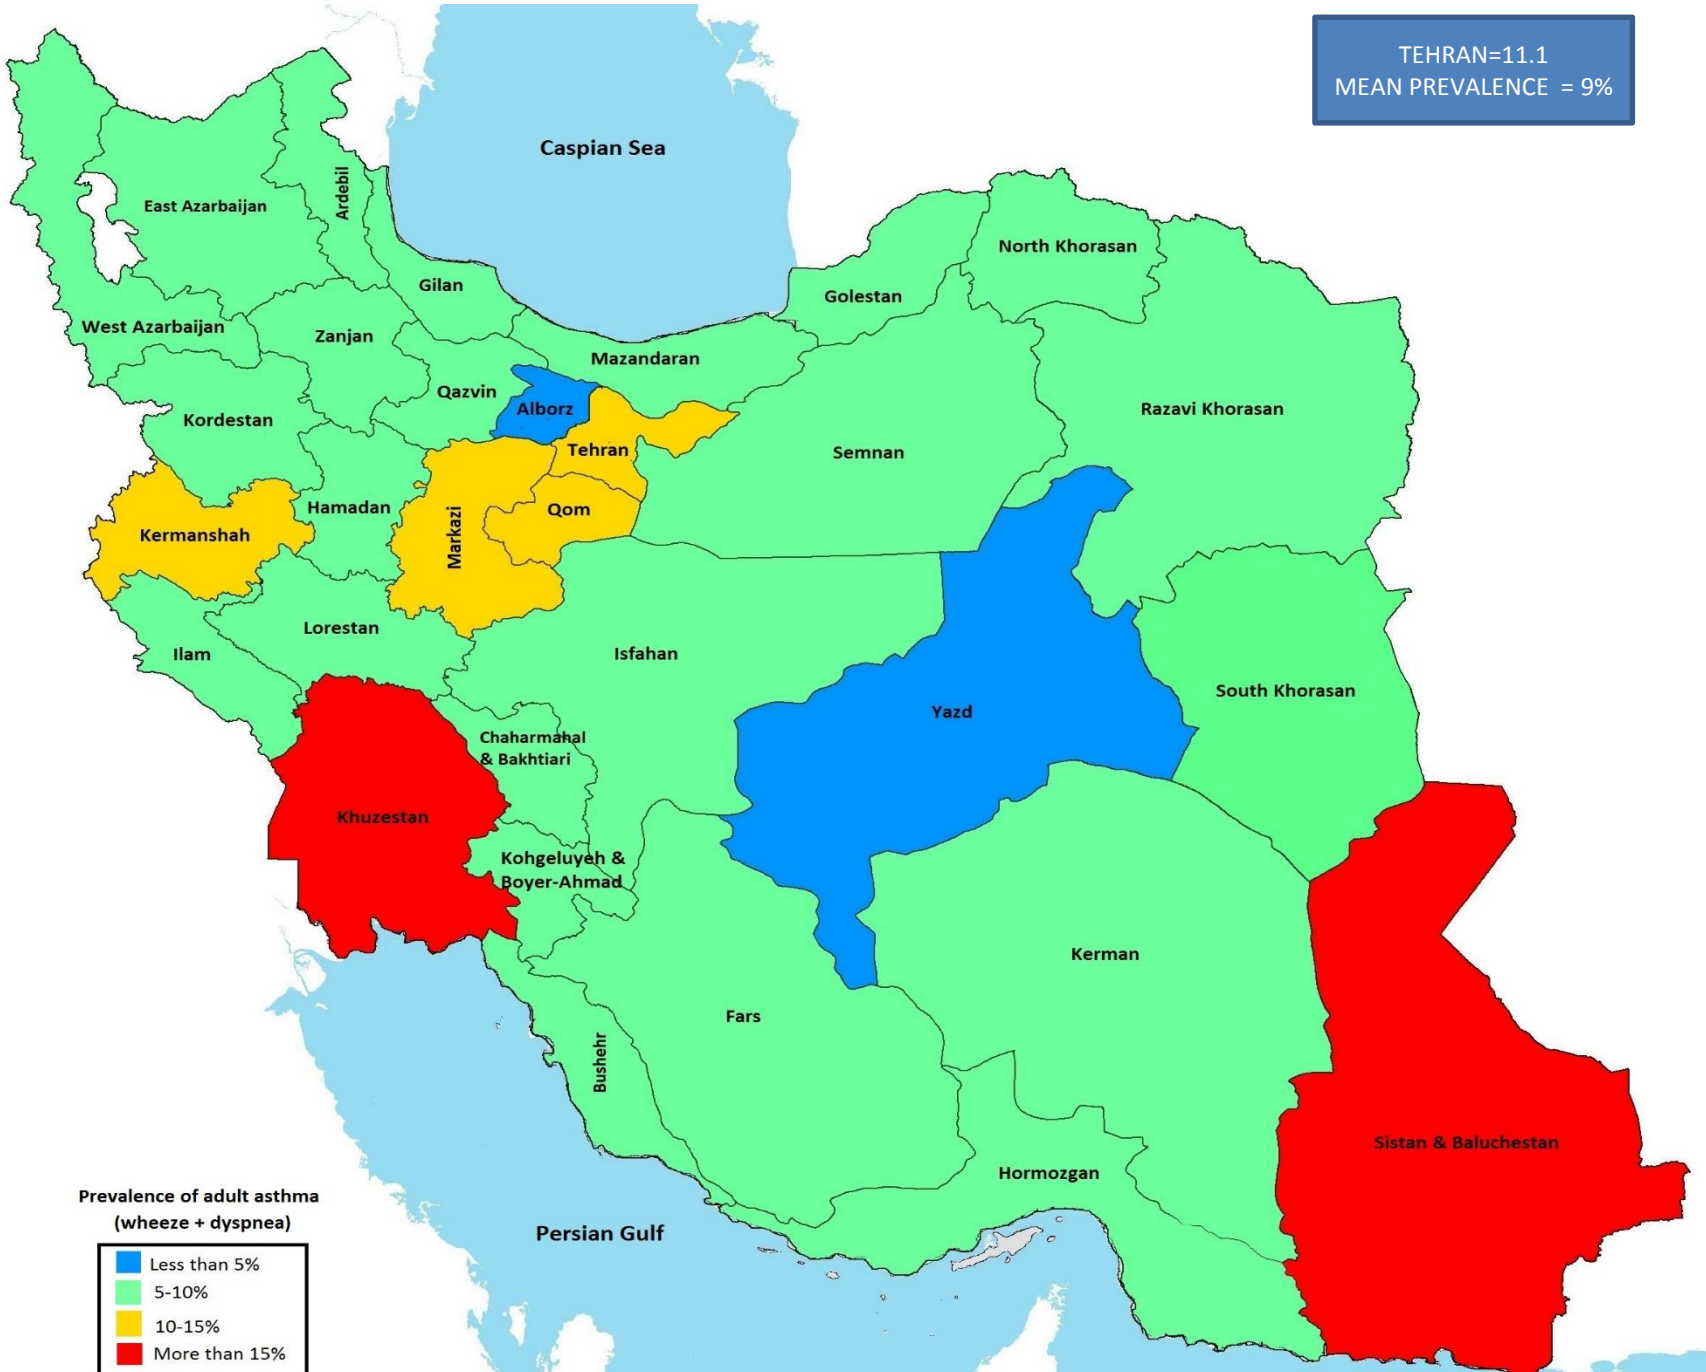 TEHRAN=11.1
MEAN PREVALENCE = 9%
Caspian Sea
East Azarbaijan
Ardebil
North Khorasan
Gilan
Golestan
West Azarbaijan
Zanjan
Mazandaran
Qazvin
Alborz
Razavi Khorasan
Kordestan
Tehran
Semnan
Hamadan
Qom
Kermanshah
Markazi
Lorestan
Ilam
Isfahan
South Khorasan
Yazd
Chaharmahal
& Bakhtiari
Khuzestan
Kohgeluyeh &
Boyer-Ahmad
Kerman
Fars
Bushehr
Sistan & Baluchestan
Hormozgan
Persian Gulf
Prevalence of adult asthma
(wheeze + dyspnea)
Less than 5%
5-10%
10-15%
More than 15%